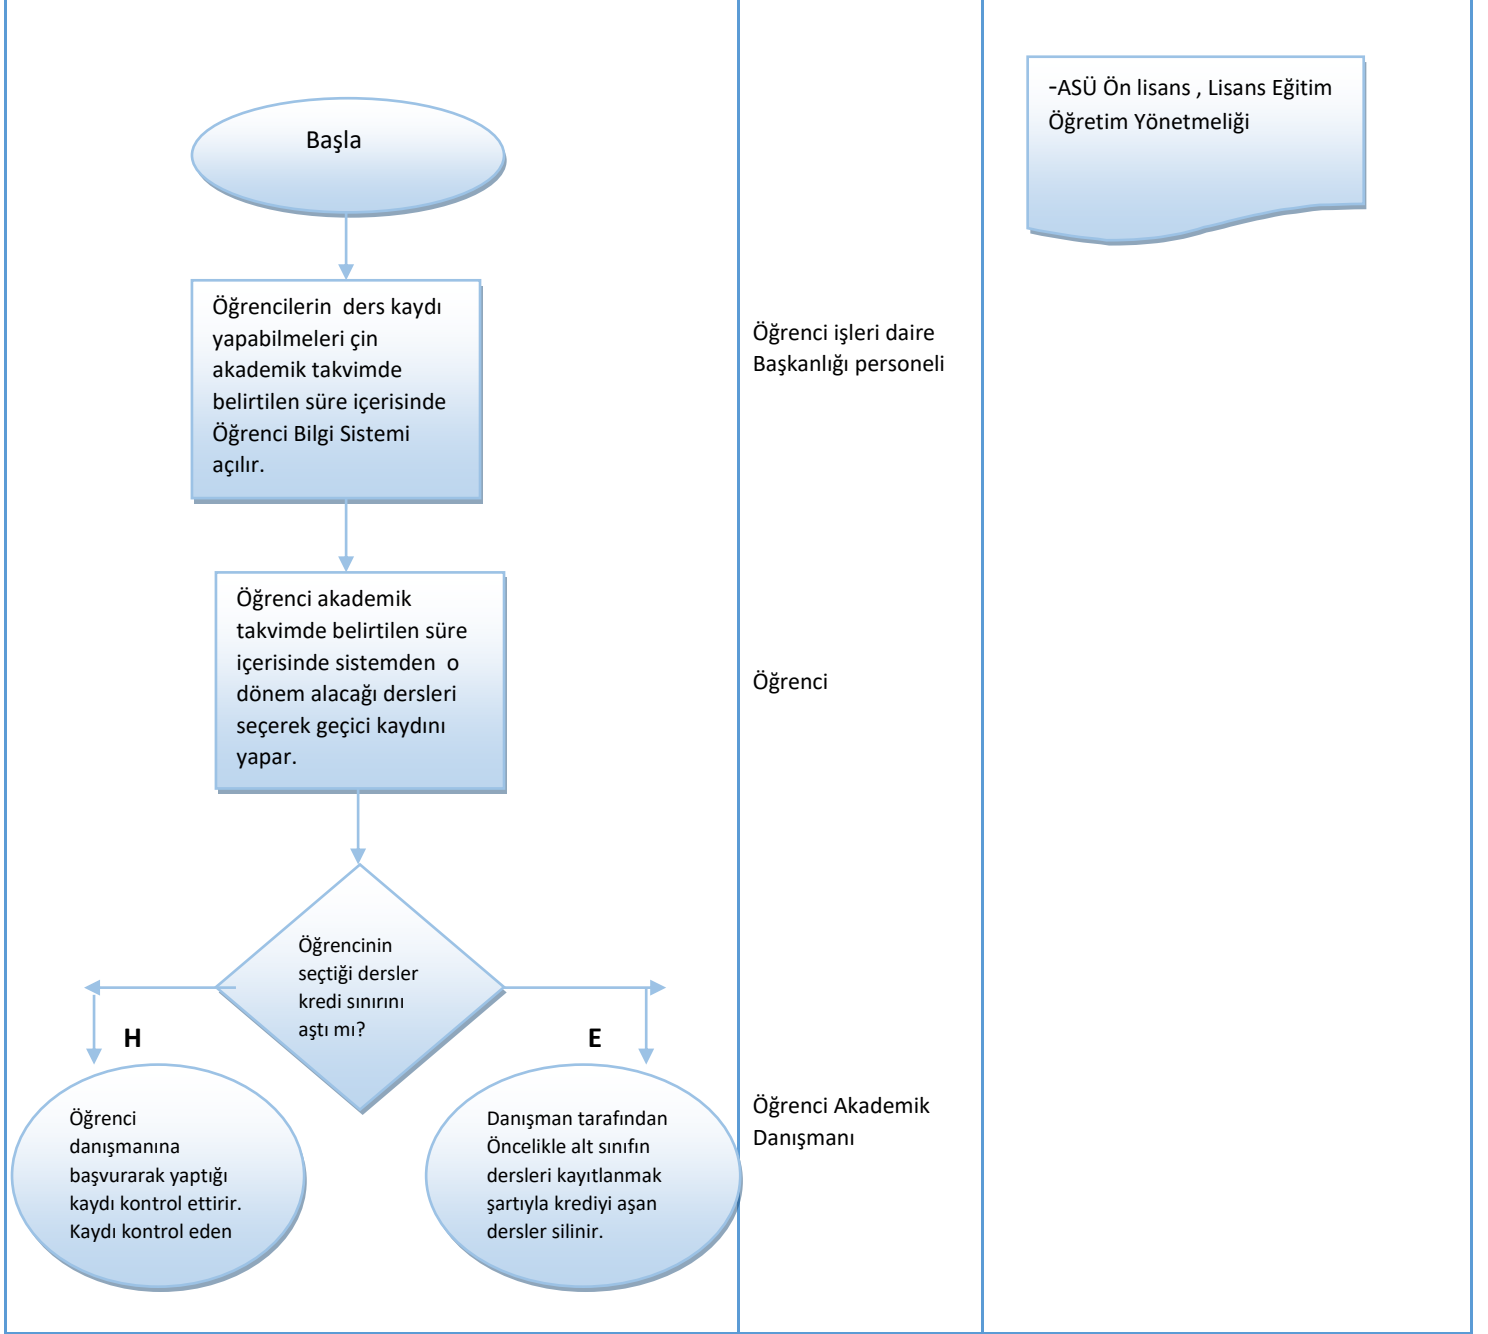 Başla
-ASÜ Ön lisans , Lisans Eğitim
Öğretim Yönetmeliği
Öğrencilerin  ders kaydı
yapabilmeleri çin
akademik takvimde
belirtilen süre içerisinde
Öğrenci Bilgi Sistemi
açılır.
Öğrenci işleri daire
Başkanlığı personeli
Öğrenci akademik
takvimde belirtilen süre
içerisinde sistemden  o
dönem alacağı dersleri
seçerek geçici kaydını
yapar.
Öğrenci
Öğrencinin
seçtiği dersler
kredi sınırını
aştı mı?
H
E
Öğrenci
danışmanına
başvurarak yaptığı
kaydı kontrol ettirir.
Kaydı kontrol eden
Danışman tarafından
Öncelikle alt sınıfın
dersleri kayıtlanmak
şartıyla krediyi aşan
dersler silinir.
Öğrenci Akademik
Danışmanı